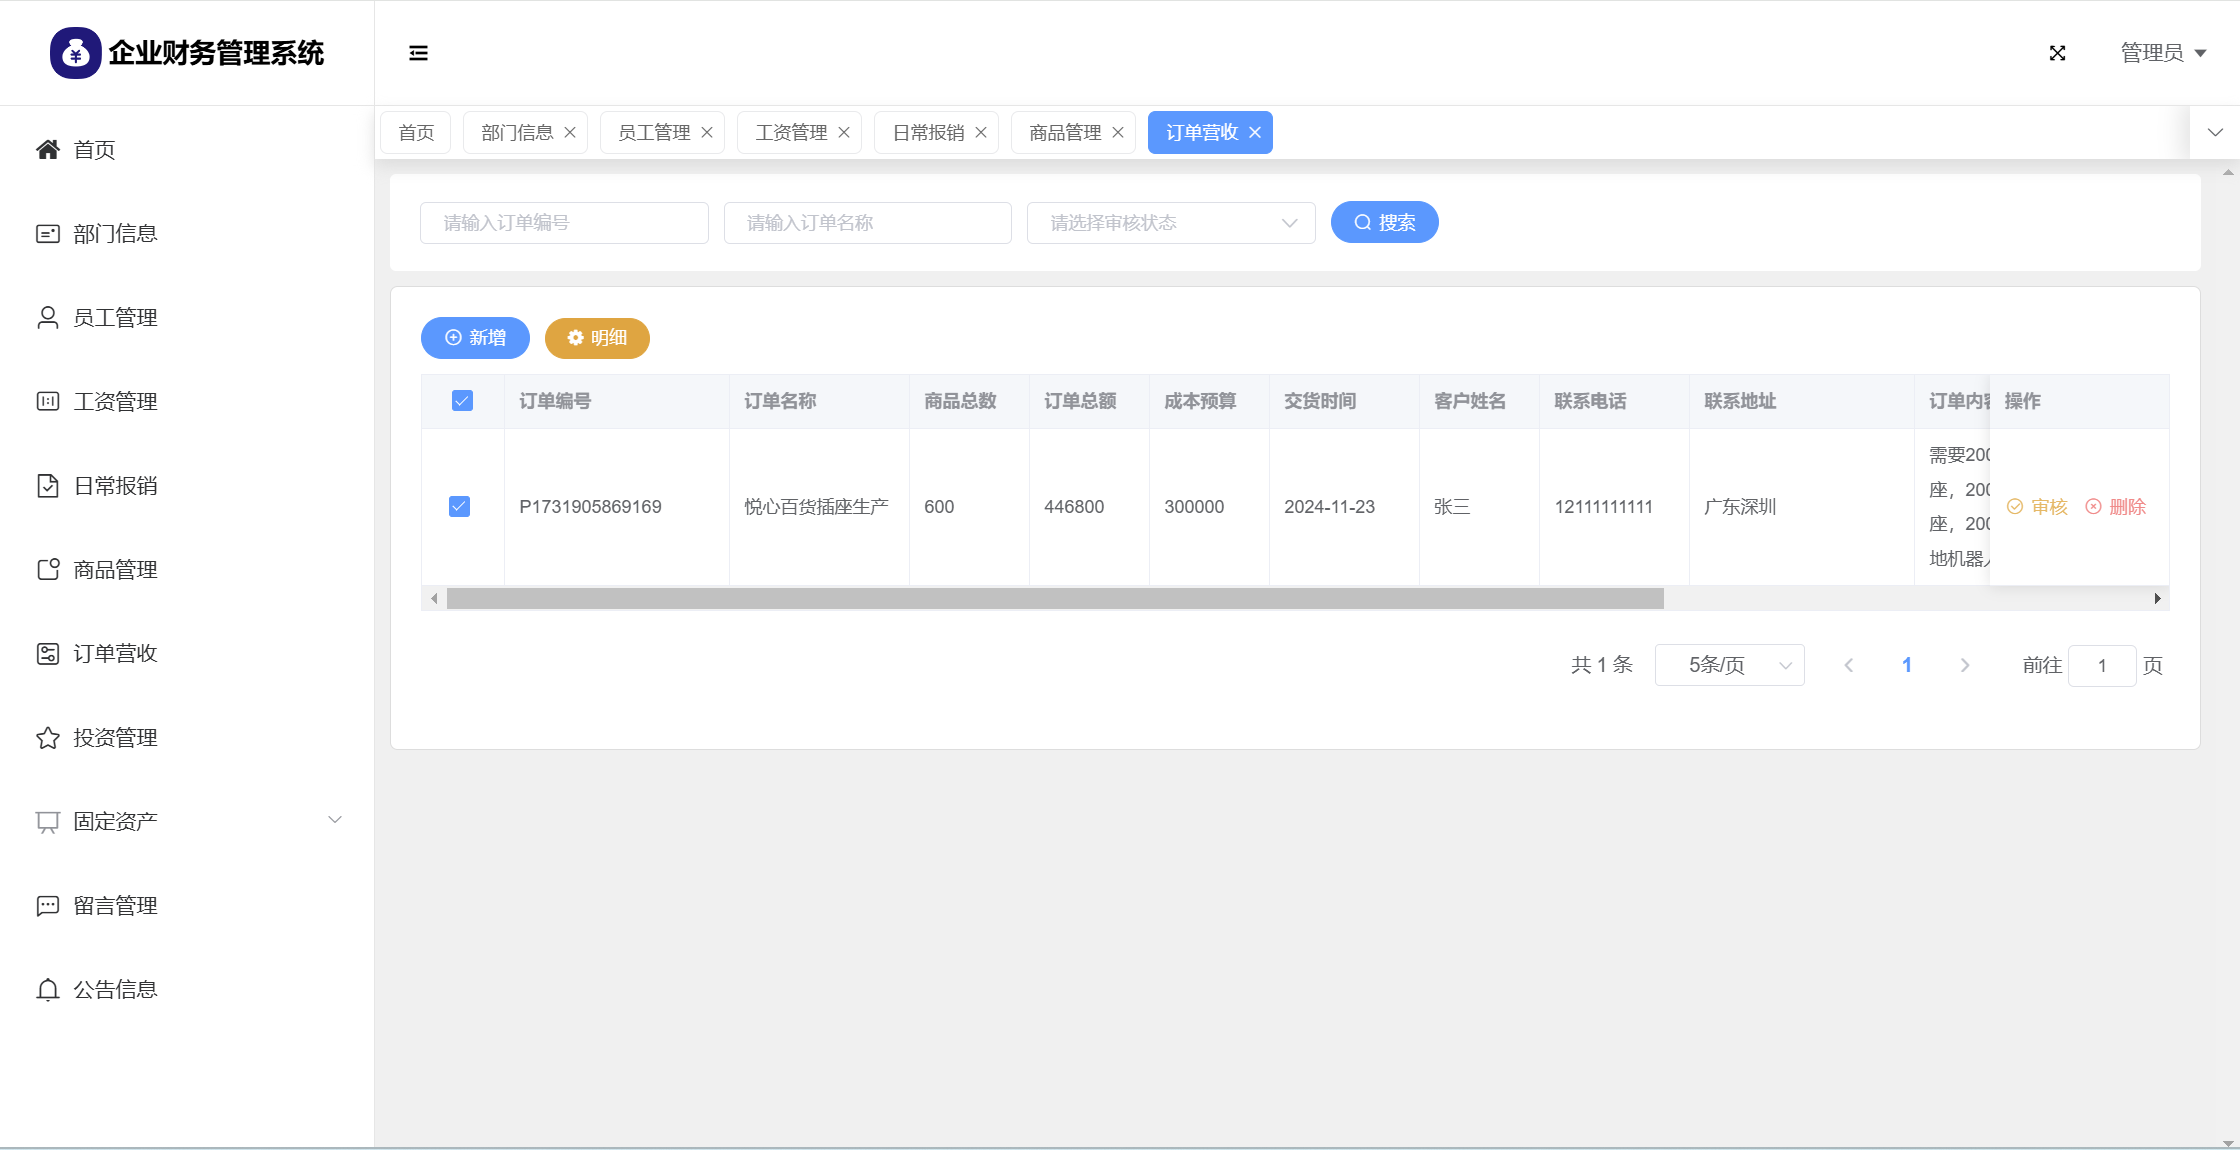 企业财务管理系统
管理员
首页
部门信息
员工管理
工资管理
日常报销
商品管理
订单营收
投资管理
固定资产
留言管理
公告信息
首页 部门信息 员工管理 工资管理 日常报销 商品管理 订单营收
请输入订单编号 请输入订单名称 请选择审核状态 搜索
新增 明细
订单编号 订单名称 商品总数 订单总额 成本预算 交货时间 客户姓名 联系电话 联系地址 订单内容 操作
P1731905869169 悦心百货插座生产 600 446800 300000 2024-11-23 张三 12111111111 广东深圳
需要200
座，200
座，200
地机器人
审核 删除
共 1 条 5条/页 1 前往 1 页